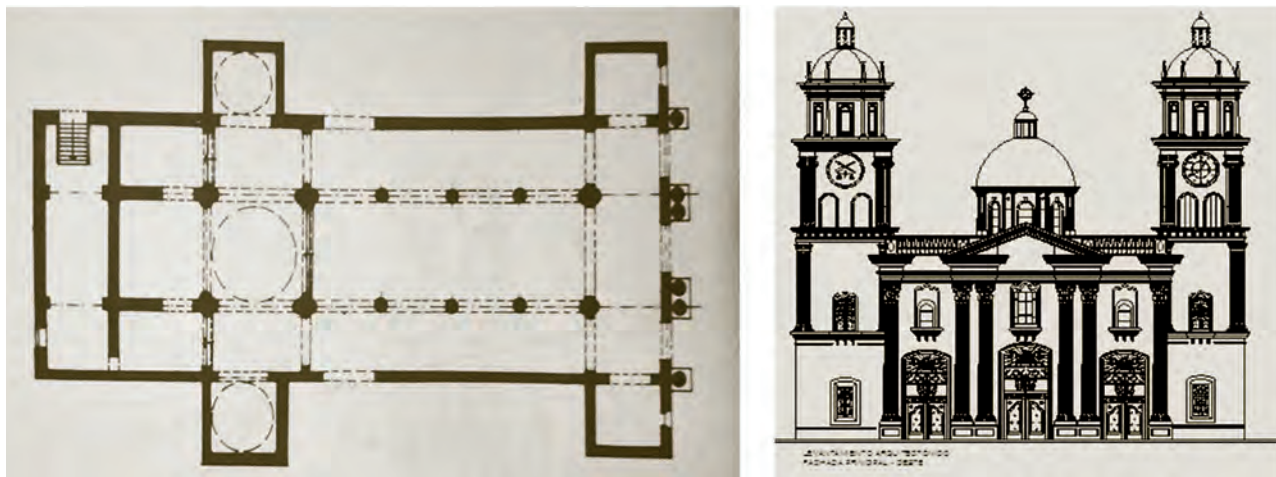 LEVANTAMIENTO ARQUITECTONICO
FACHADA PRINCIPAL - OESTE